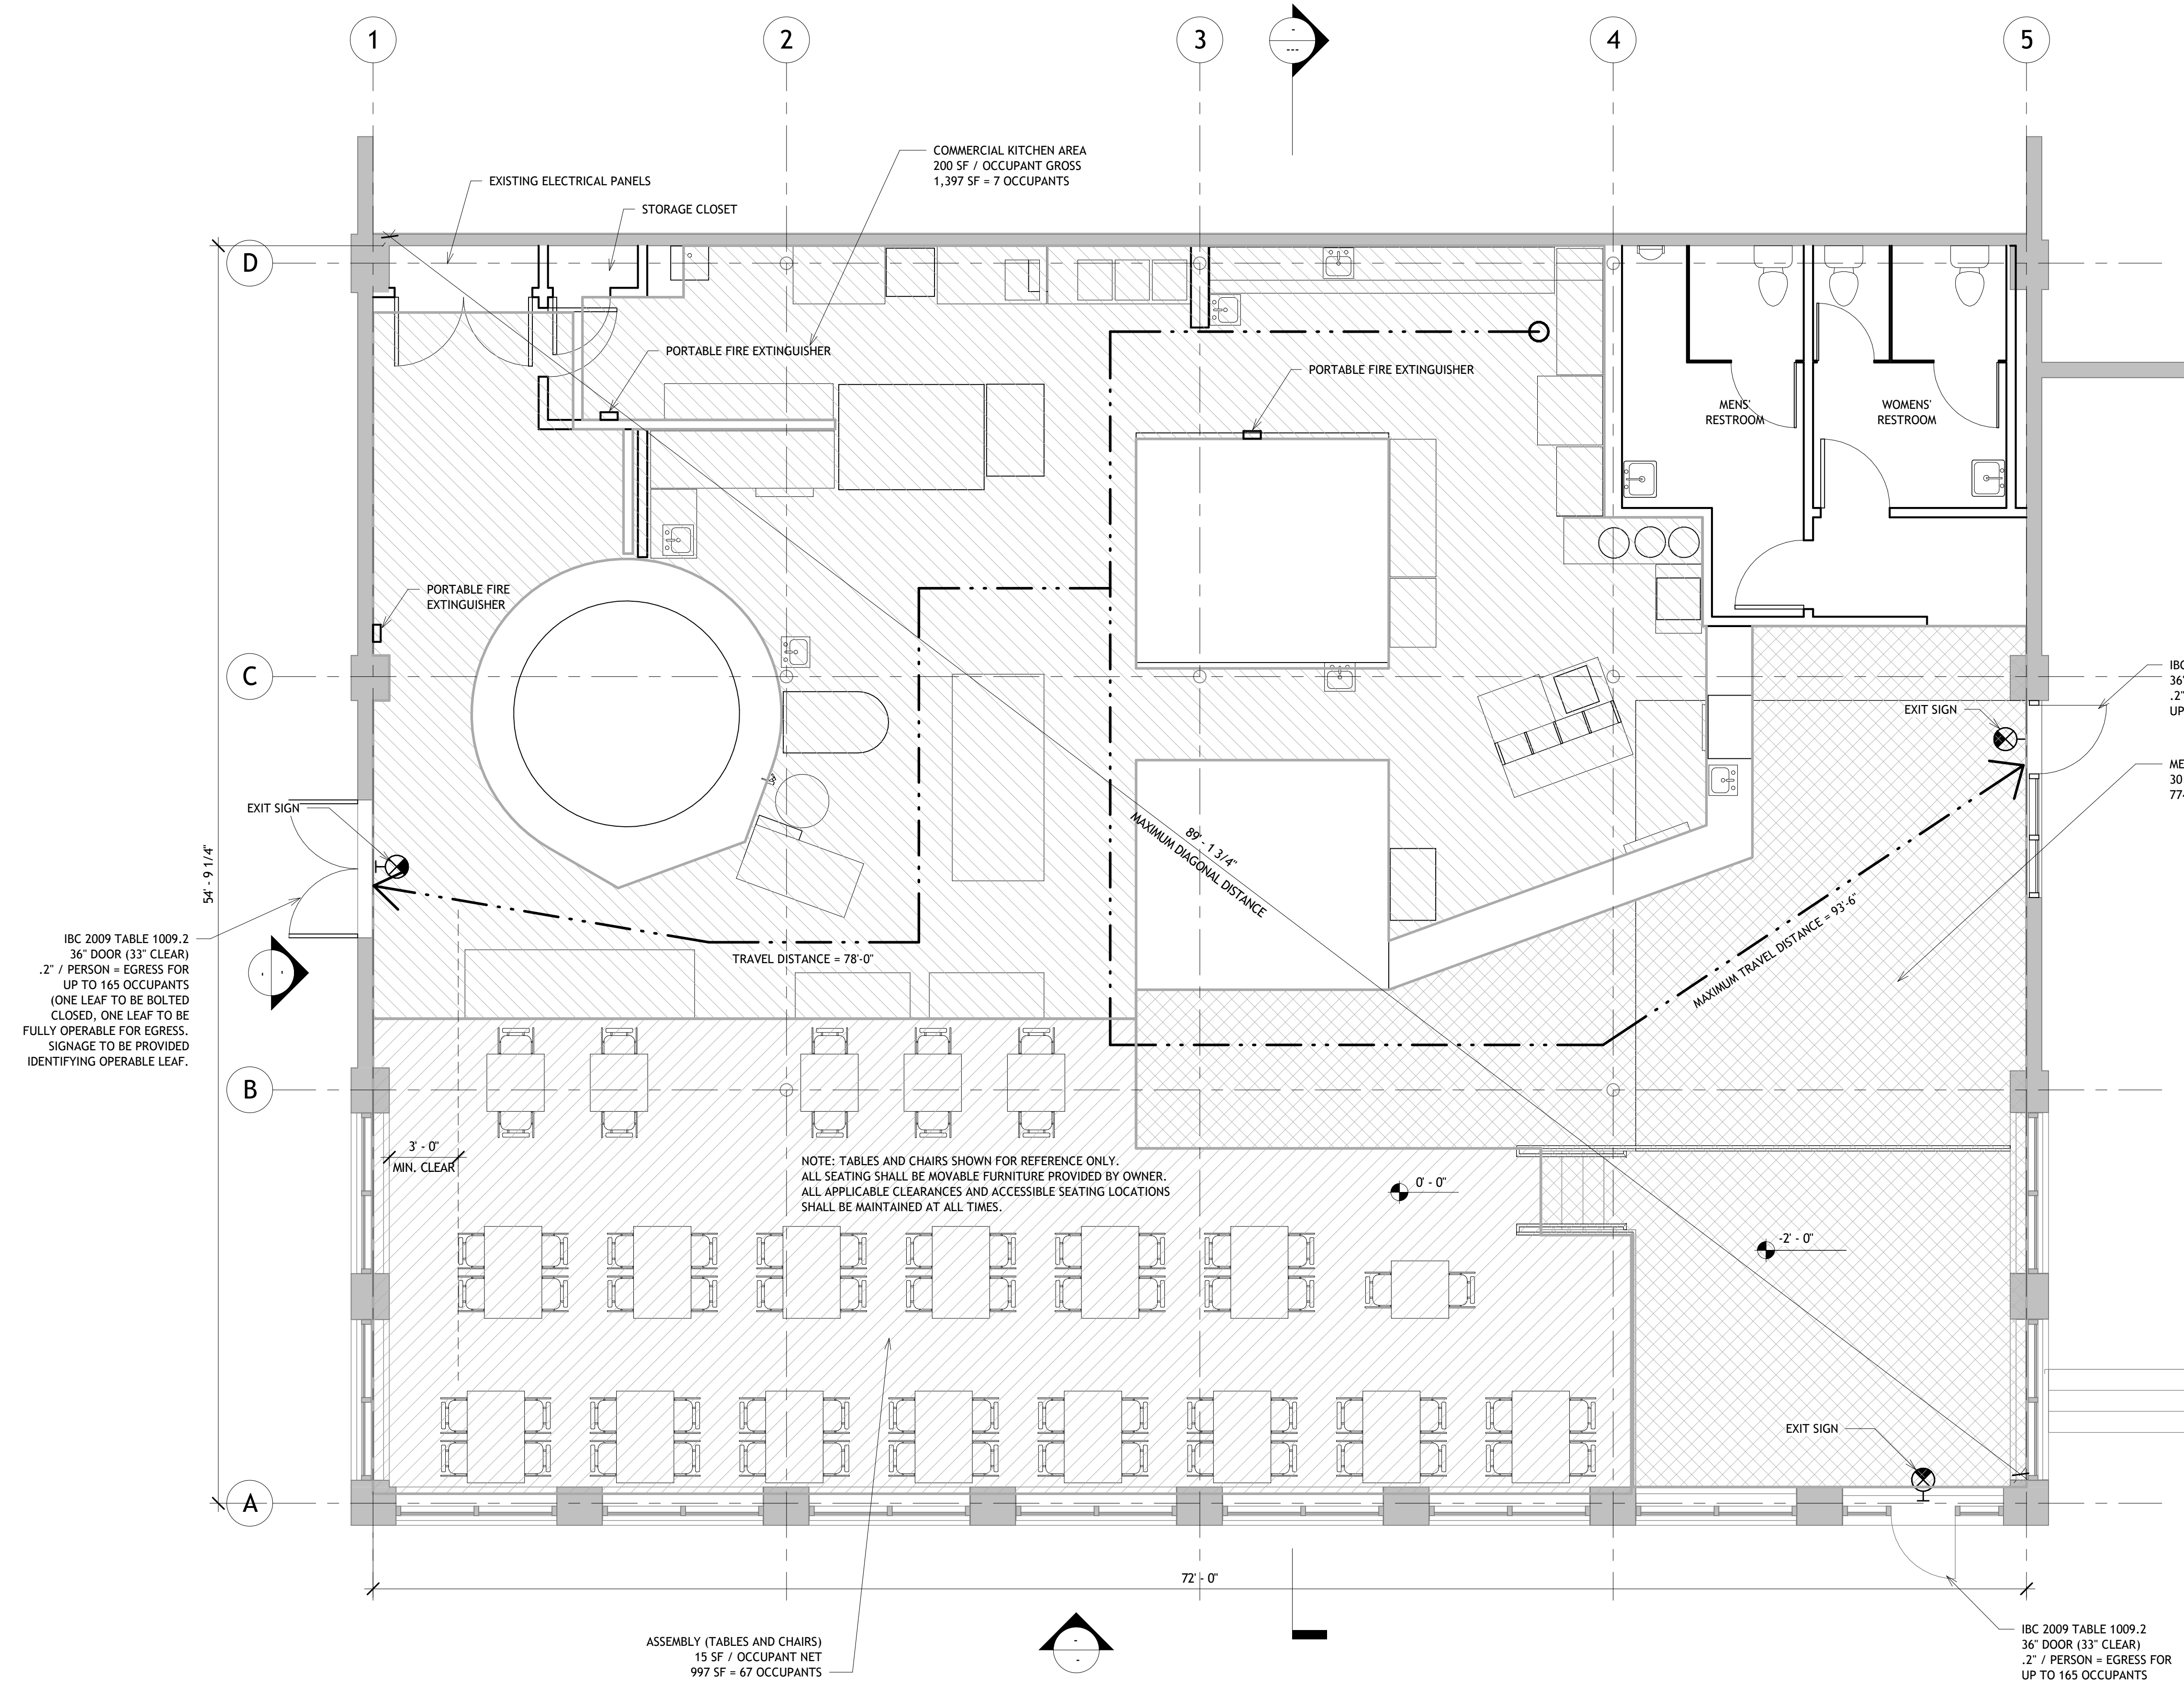 1
2
3
4
5
-
---
COMMERCIAL KITCHEN AREA
200 SF / OCCUPANT GROSS
1,397 SF = 7 OCCUPANTS
EXISTING ELECTRICAL PANELS
STORAGE CLOSET
D
PORTABLE FIRE EXTINGUISHER
PORTABLE FIRE EXTINGUISHER
MENS'
RESTROOM
WOMENS'
RESTROOM
PORTABLE FIRE
EXTINGUISHER
C
IBC
36"
.2"
UP
EXIT SIGN
ME
30
77
EXIT SIGN
54' - 9 1/4"
89' - 1 3/4"
MAXIMUM DIAGONAL DISTANCE
MAXIMUM TRAVEL DISTANCE = 93'-6"
TRAVEL DISTANCE = 78'-0"
IBC 2009 TABLE 1009.2
36" DOOR (33" CLEAR)
.2" / PERSON = EGRESS FOR
UP TO 165 OCCUPANTS
(ONE LEAF TO BE BOLTED
CLOSED, ONE LEAF TO BE
FULLY OPERABLE FOR EGRESS.
SIGNAGE TO BE PROVIDED
IDENTIFYING OPERABLE LEAF.
B
3' - 0"
MIN. CLEAR
NOTE: TABLES AND CHAIRS SHOWN FOR REFERENCE ONLY.
ALL SEATING SHALL BE MOVABLE FURNITURE PROVIDED BY OWNER.
ALL APPLICABLE CLEARANCES AND ACCESSIBLE SEATING LOCATIONS
SHALL BE MAINTAINED AT ALL TIMES.
0' - 0"
-2' - 0"
EXIT SIGN
A
72' - 0"
ASSEMBLY (TABLES AND CHAIRS)
15 SF / OCCUPANT NET
997 SF = 67 OCCUPANTS
-
-
IBC 2009 TABLE 1009.2
36" DOOR (33" CLEAR)
.2" / PERSON = EGRESS FOR
UP TO 165 OCCUPANTS